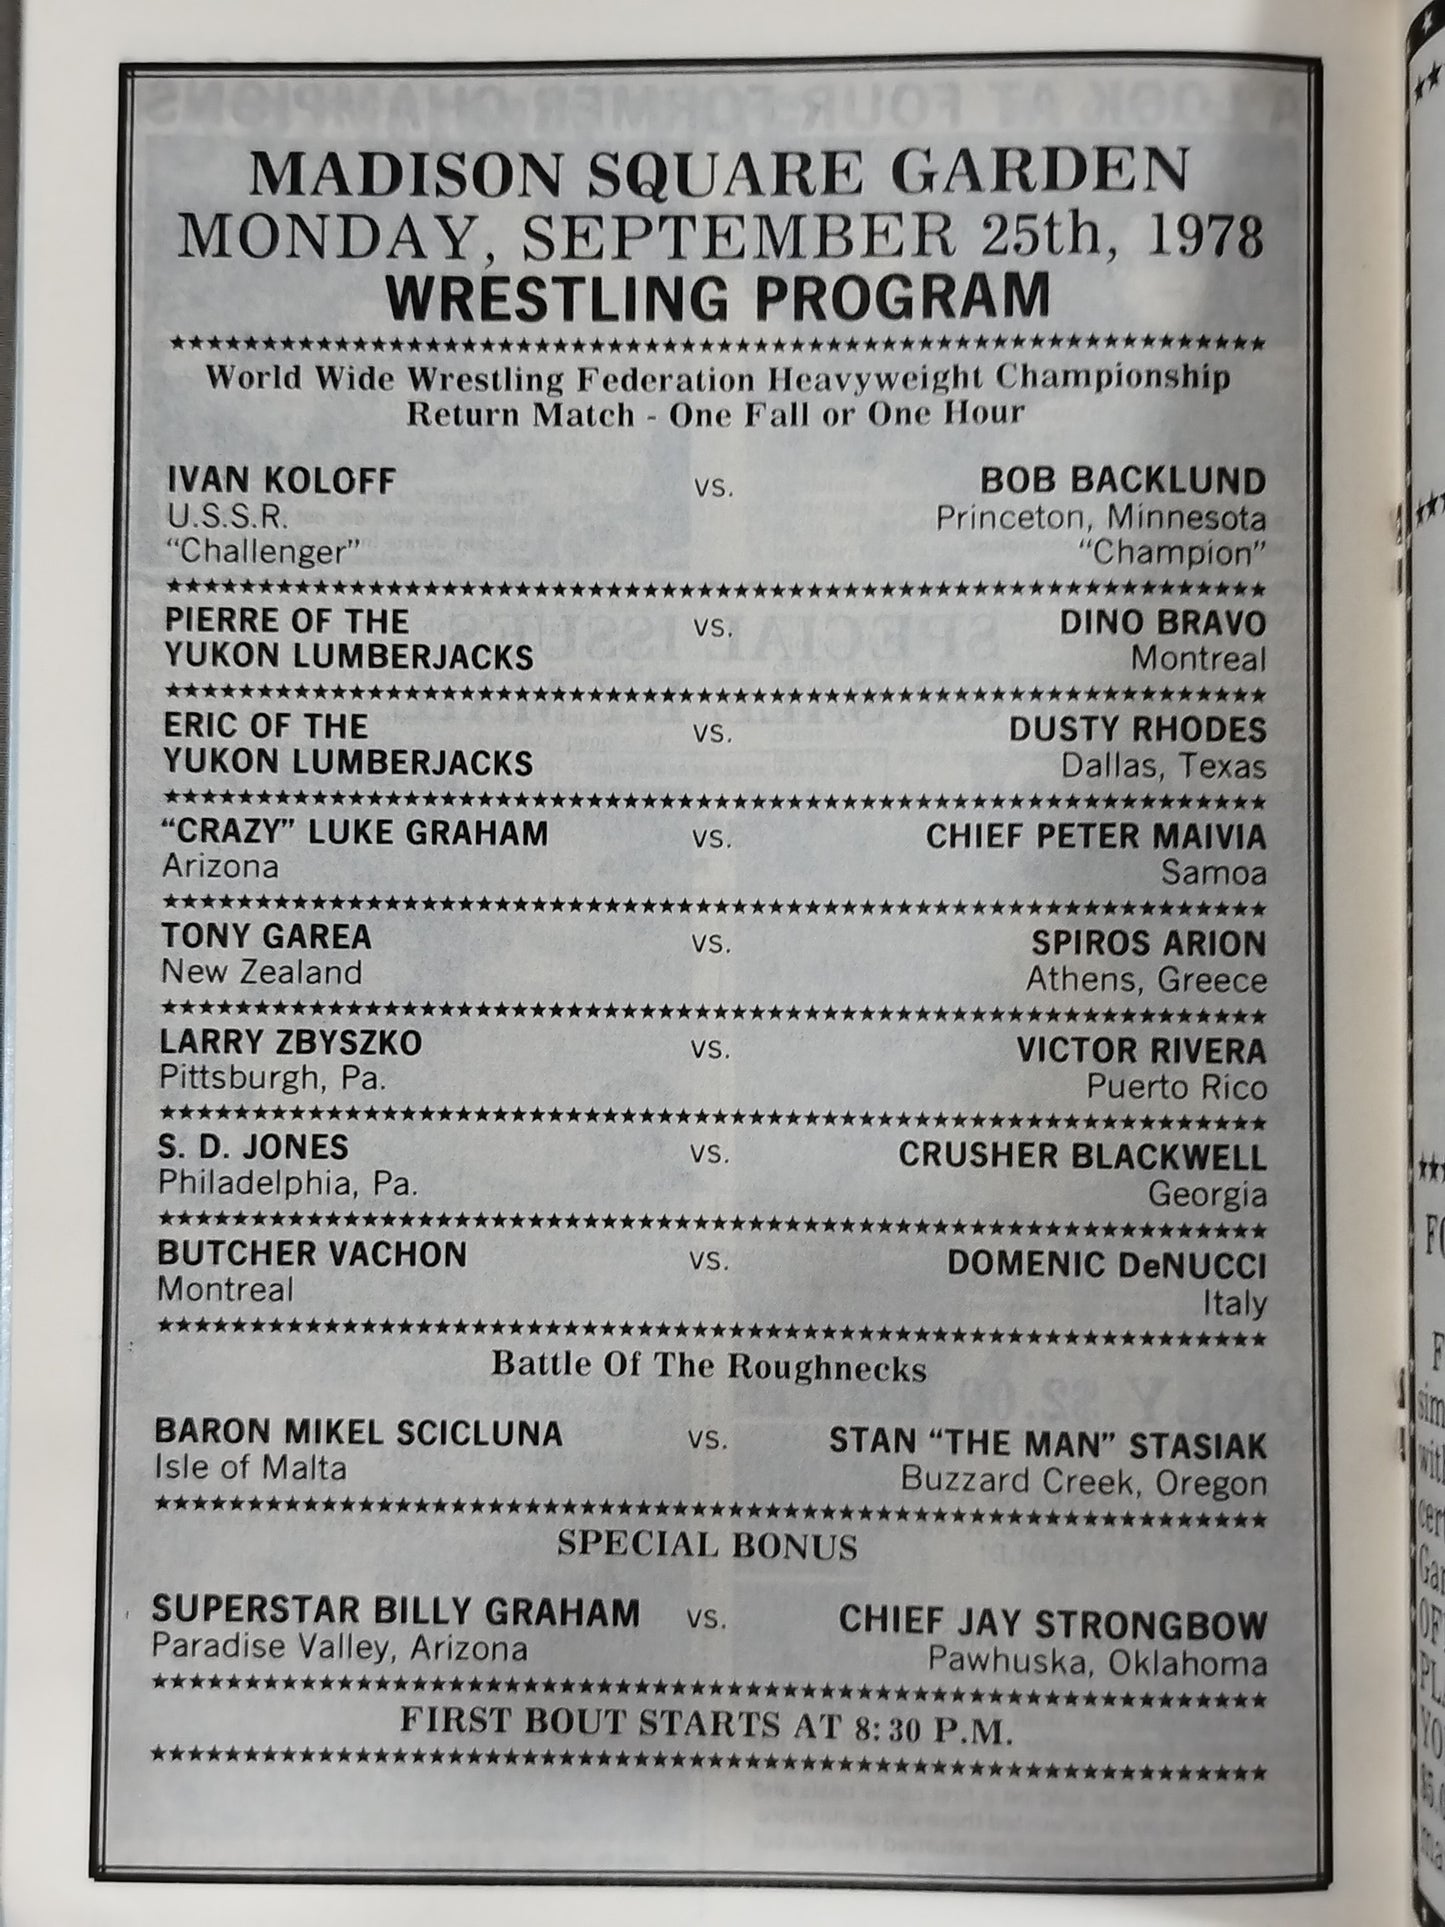 MADISON SQUARE GARDEN
MONDAY, SEPTEMBER 25th, 1978
WRESTLING PROGRAM
World Wide Wrestling Federation Heavyweight Championship
Return Match - One Fall or One Hour
IVAN KOLOFF vs. BOB BACKLUND
U.S.S.R. Princeton, Minnesota
“Challenger” “Champion”
PIERRE OF THE vs. DINO BRAVO
YUKON LUMBERJACKS Montreal
ERIC OF THE vs. DUSTY RHODES
YUKON LUMBERJACKS Dallas, Texas
“CRAZY” LUKE GRAHAM vs. CHIEF PETER MAIVIA
Arizona Samoa
TONY GAREA vs. SPIROS ARION
New Zealand Athens, Greece
LARRY ZBYSZKO vs. VICTOR RIVERA
Pittsburgh, Pa. Puerto Rico
S. D. JONES vs. CRUSHER BLACKWELL
Philadelphia, Pa. Georgia
BUTCHER VACHON vs. DOMENIC DeNUCCI
Montreal Italy
Battle Of The Roughnecks
BARON MIKEL SCICLUNA vs. STAN “THE MAN” STASIAK
Isle of Malta Buzzard Creek, Oregon
SPECIAL BONUS
SUPERSTAR BILLY GRAHAM vs. CHIEF JAY STRONGBOW
Paradise Valley, Arizona Pawhuska, Oklahoma
FIRST BOUT STARTS AT 8:30 P.M.